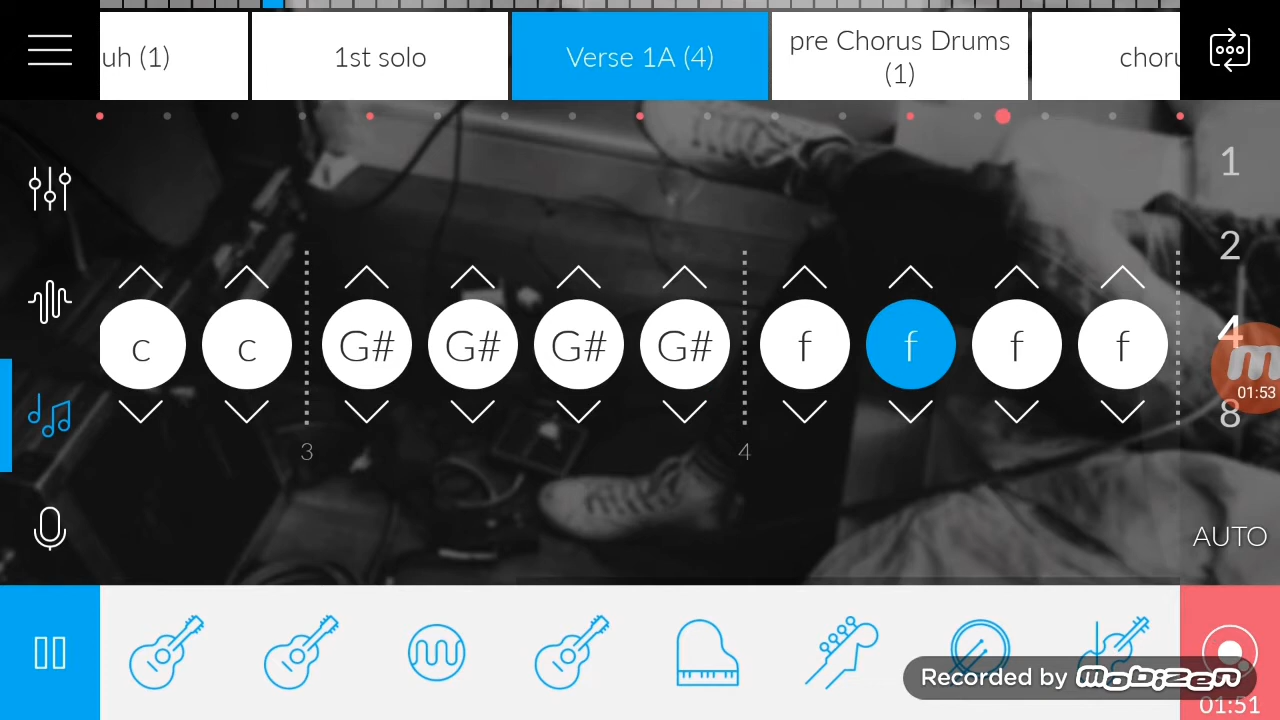 uh (1)
1st solo
Verse 1A (4)
pre Chorus Drums
(1)
choru
1
2
4
8
01:53
c c G# G# G# G# f f f f
3
4
AUTO
Recorded by mobizen
01:51